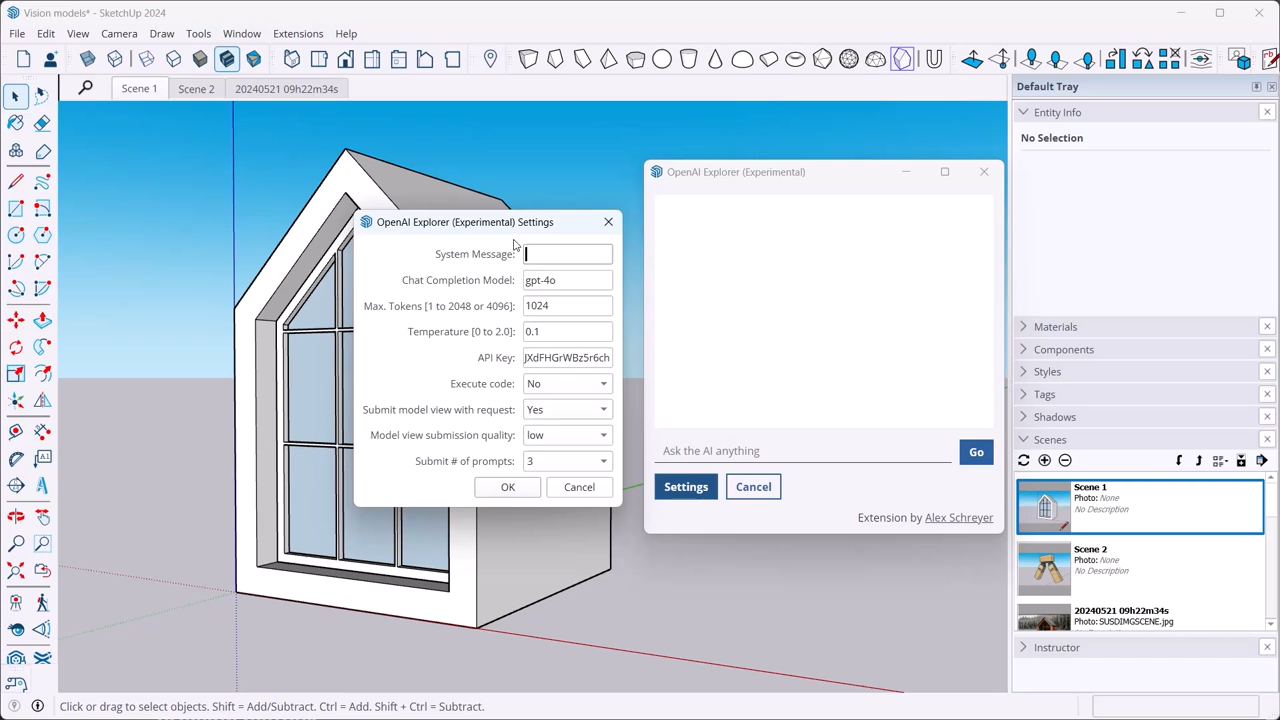 Vision models* - SketchUp 2024
File Edit View Camera Draw Tools Window Extensions Help
Scene 1 Scene 2 20240521 09h22m34s
OpenAI Explorer (Experimental) Settings
System Message:
Chat Completion Model: gpt-4o
Max. Tokens [1 to 2048 or 4096]: 1024
Temperature [0 to 2.0]: 0.1
API Key: JXdFHGrWBz5r6ch
Execute code: No
Submit model view with request: Yes
Model view submission quality: low
Submit # of prompts: 3
OK Cancel
OpenAI Explorer (Experimental)
Ask the AI anything
Go
Settings Cancel
Extension by Alex Schreyer
Default Tray
Entity Info
No Selection
Materials
Components
Styles
Tags
Shadows
Scenes
Scene 1
Photo: None
No Description
Scene 2
Photo: None
No Description
20240521 09h22m34s
Photo: SUSDIMGSCENE.jpg
Instructor
Click or drag to select objects. Shift = Add/Subtract. Ctrl = Add. Shift + Ctrl = Subtract.